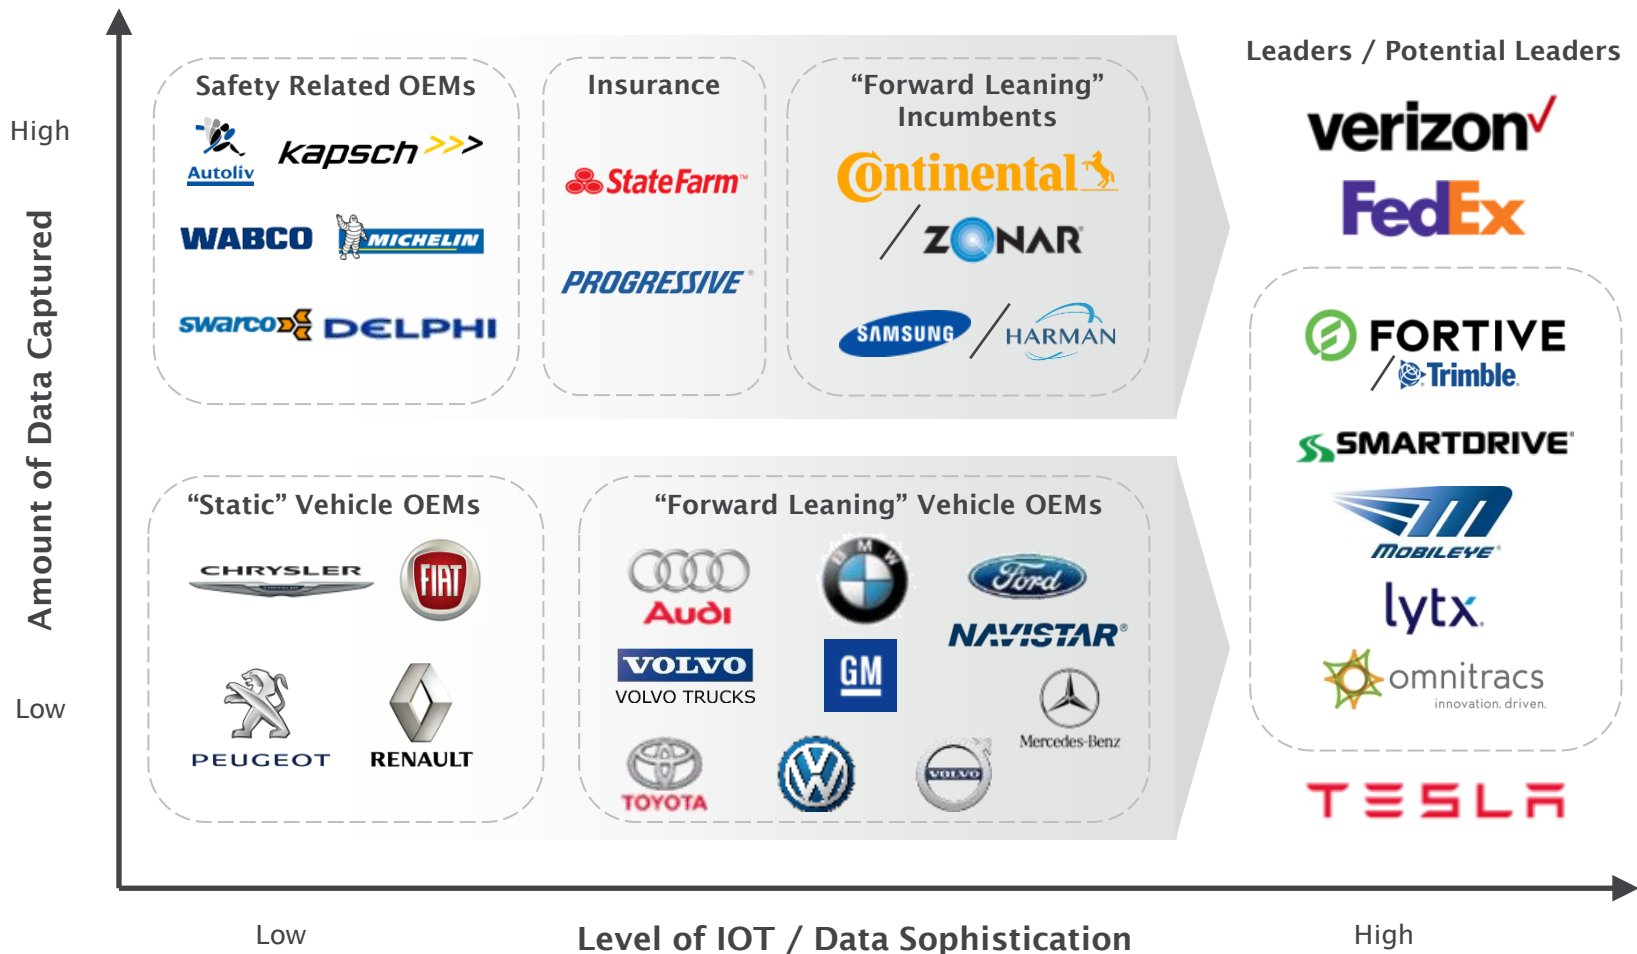 Leaders / Potential Leaders
Safety Related OEMs
Insurance
“Forward Leaning”
Incumbents
High
verizon
Autoliv
kapsch >>>
StateFarm™
Continental
FedEx
WABCO
MICHELIN
ZONAR®
PROGRESSIVE®
swarco
DELPHI
SAMSUNG / HARMAN
FORTIVE
/ Trimble
SMARTDRIVE®
Amount of Data Captured
“Static” Vehicle OEMs
“Forward Leaning” Vehicle OEMs
MOBILEYE®
CHRYSLER
FIAT
Audi
BMW
Ford
lytx
NAVISTAR®
VOLVO
VOLVO TRUCKS
GM
omnitracs
innovation. driven.
Low
PEUGEOT
RENAULT
Mercedes-Benz
TOYOTA
VW
VOLVO
TESLA
Low
Level of IOT / Data Sophistication
High